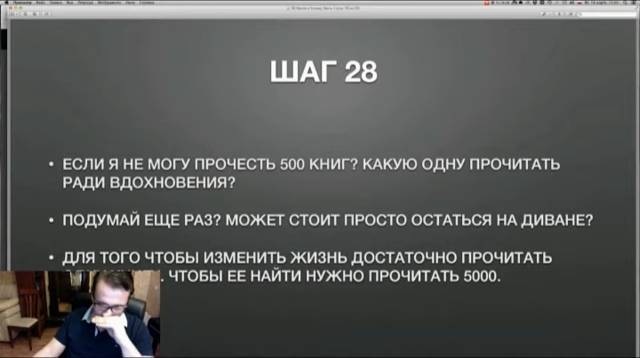 ШАГ 28
• ЕСЛИ Я НЕ МОГУ ПРОЧЕСТЬ 500 КНИГ? КАКУЮ ОДНУ ПРОЧИТАТЬ
РАДИ ВДОХНОВЕНИЯ?
• ПОДУМАЙ ЕЩЕ РАЗ? МОЖЕТ СТОИТ ПРОСТО ОСТАТЬСЯ НА ДИВАНЕ?
• ДЛЯ ТОГО ЧТОБЫ ИЗМЕНИТЬ ЖИЗНЬ ДОСТАТОЧНО ПРОЧИТАТЬ
ЧТОБЫ ЕЕ НАЙТИ НУЖНО ПРОЧИТАТЬ 5000.